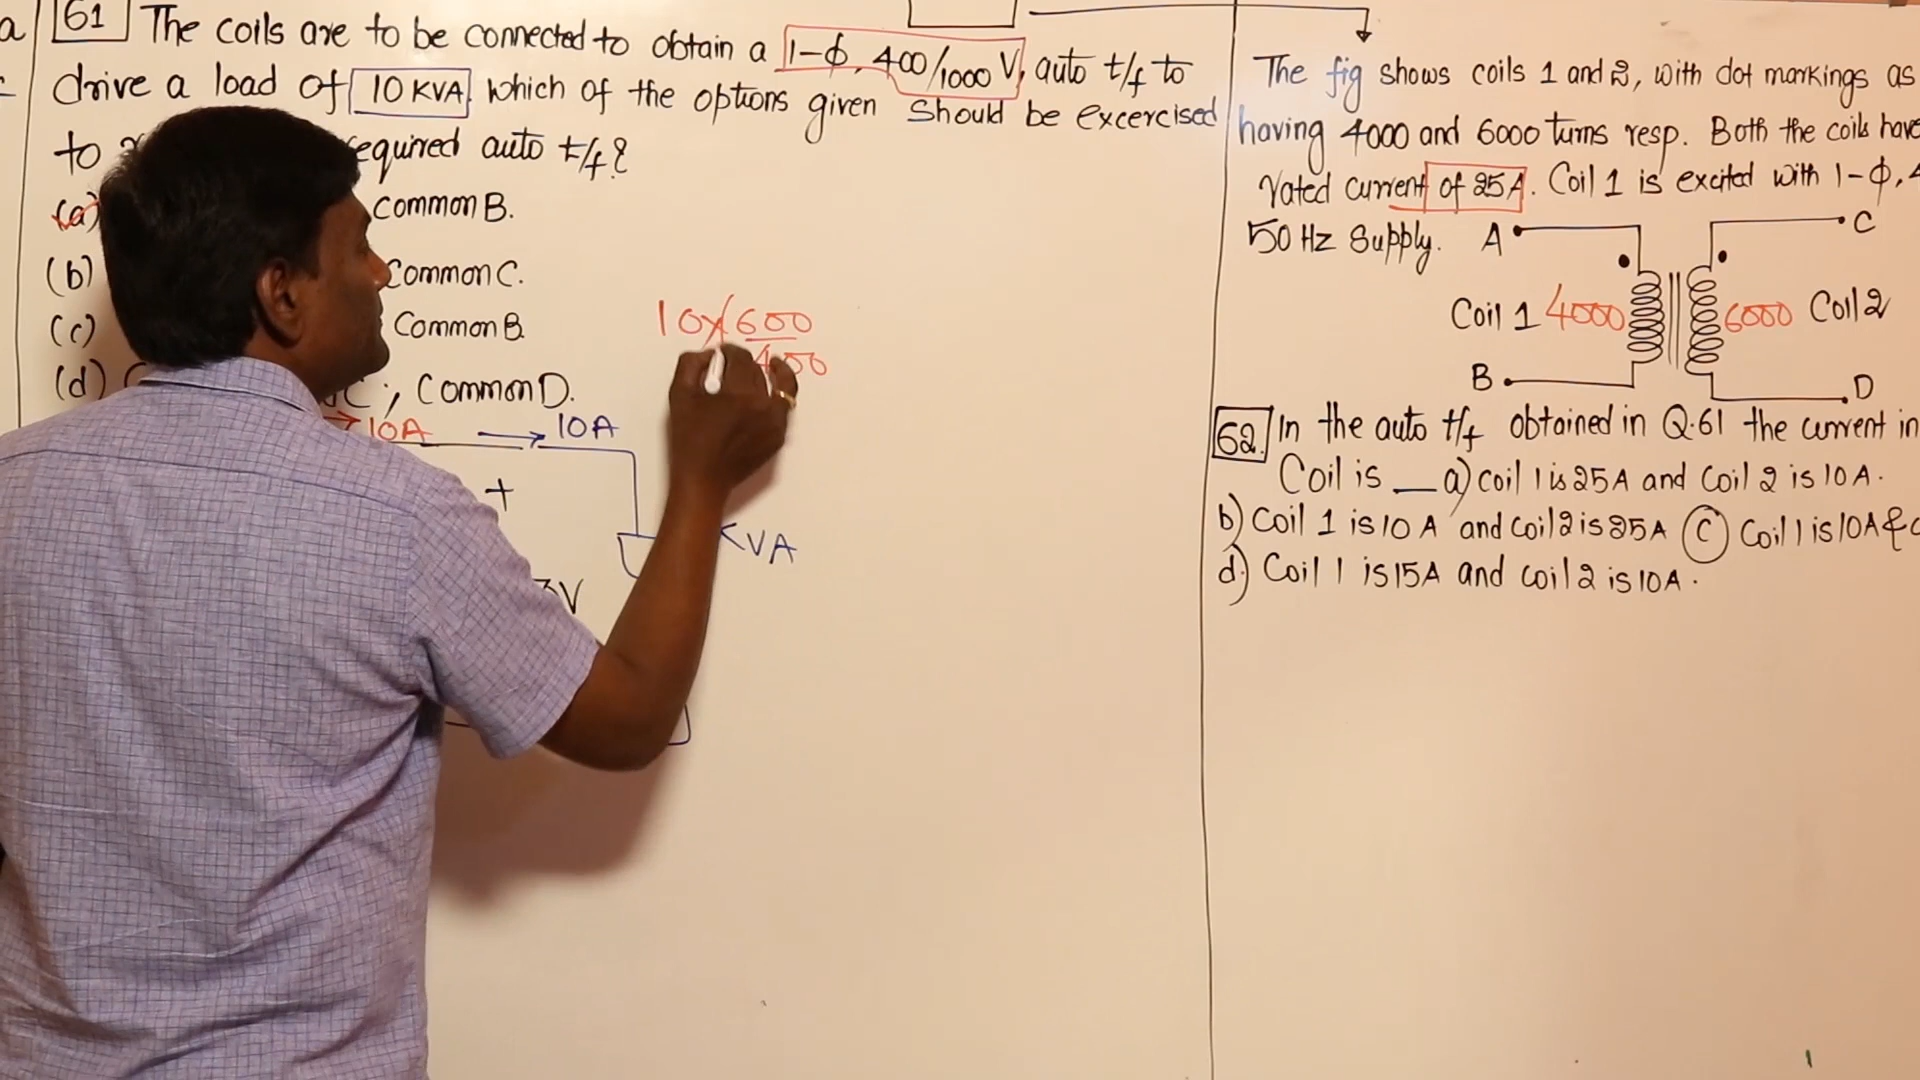 a
61 The coils are to be connected to obtain a 1-ϕ, 400/1000 V, auto t/f to
drive a load of 10 KVA. which of the options given Should be excercised
to equired auto t/f?
(a) Common B.
(b) Common C.
(c) Common B
(d) C, Common D.
10A 10A
+
KVA
V
10x(600
400
The fig shows coils 1 and 2, with dot markings as
having 4000 and 6000 turns resp. Both the coils have
rated current of 25A. Coil 1 is excited with 1-ϕ, 4
50 Hz Supply. A C
Coil 1 4000 6000 Coil 2
B D
62. In the auto t/f obtained in Q.61 the current in
Coil is __ a) coil 1 is 25A and Coil 2 is 10A.
b) Coil 1 is 10 A and coil 2 is 25A (c) Coil 1 is 10A &
d) Coil 1 is 15A and coil 2 is 10A.